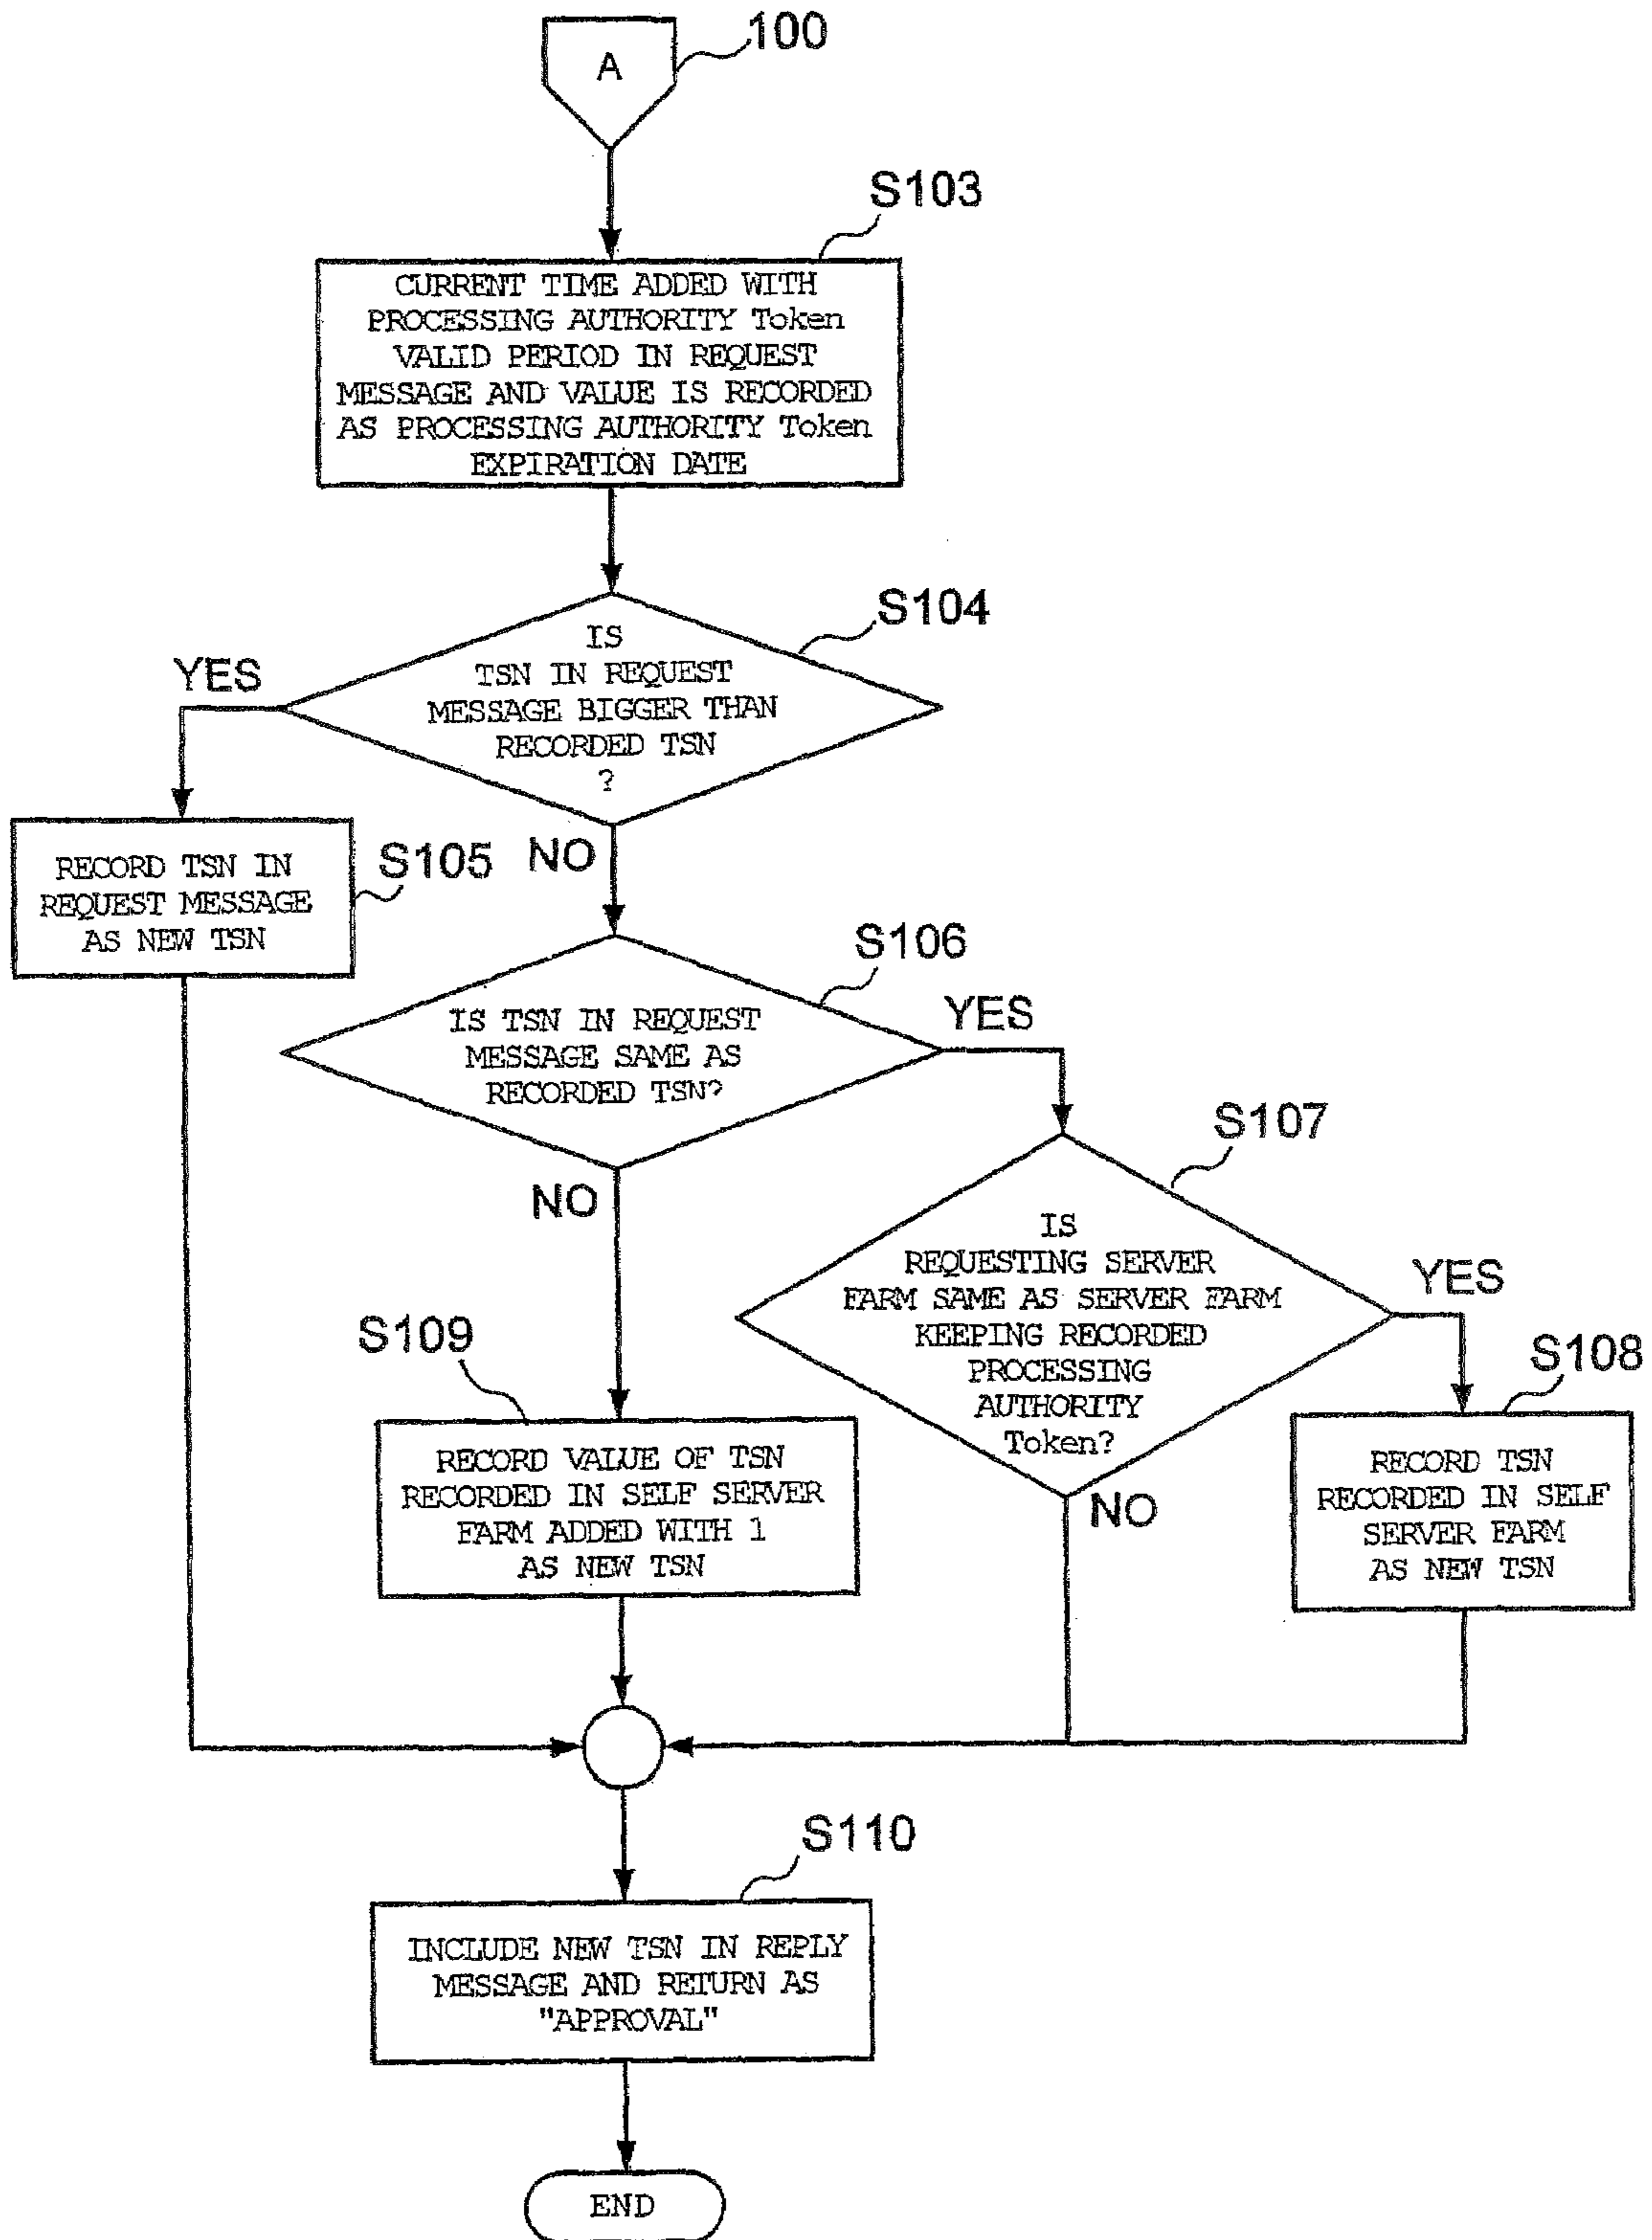 A
100
S103
CURRENT TIME ADDED WITH
PROCESSING AUTHORITY Token
VALID PERIOD IN REQUEST
MESSAGE AND VALUE IS RECORDED
AS PROCESSING AUTHORITY Token
EXPIRATION DATE
S104
IS
TSN IN REQUEST
MESSAGE BIGGER THAN
RECORDED TSN
?
YES
NO
S105
RECORD TSN IN
REQUEST MESSAGE
AS NEW TSN
S106
IS TSN IN REQUEST
MESSAGE SAME AS
RECORDED TSN?
YES
NO
S107
IS
REQUESTING SERVER
FARM SAME AS SERVER FARM
KEEPING RECORDED
PROCESSING
AUTHORITY
Token?
YES
NO
S108
RECORD TSN
RECORDED IN SELF
SERVER FARM
AS NEW TSN
S109
RECORD VALUE OF TSN
RECORDED IN SELF SERVER
FARM ADDED WITH 1
AS NEW TSN
S110
INCLUDE NEW TSN IN REPLY
MESSAGE AND RETURN AS
"APPROVAL"
END